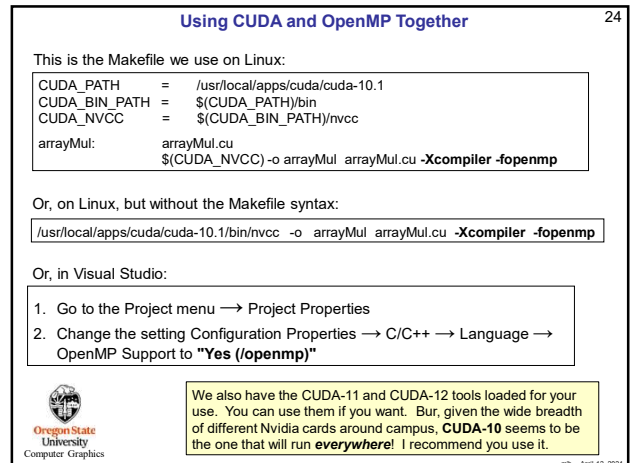 Using CUDA and OpenMP Together
24
This is the Makefile we use on Linux:
CUDA_PATH = /usr/local/apps/cuda/cuda-10.1
CUDA_BIN_PATH = $(CUDA_PATH)/bin
CUDA_NVCC = $(CUDA_BIN_PATH)/nvcc
arrayMul: arrayMul.cu
$(CUDA_NVCC) -o arrayMul arrayMul.cu -Xcompiler -fopenmp
Or, on Linux, but without the Makefile syntax:
/usr/local/apps/cuda/cuda-10.1/bin/nvcc -o arrayMul arrayMul.cu -Xcompiler -fopenmp
Or, in Visual Studio:
1. Go to the Project menu → Project Properties
2. Change the setting Configuration Properties → C/C++ → Language →
OpenMP Support to "Yes (/openmp)"
Oregon State
University
Computer Graphics
We also have the CUDA-11 and CUDA-12 tools loaded for your
use. You can use them if you want. Bur, given the wide breadth
of different Nvidia cards around campus, CUDA-10 seems to be
the one that will run everywhere! I recommend you use it.